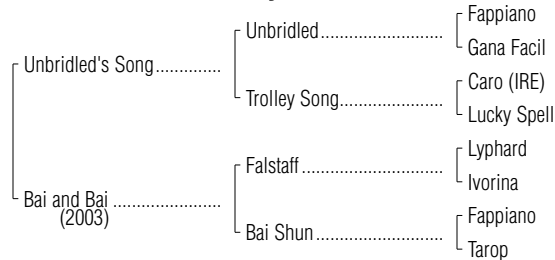 Fappiano
Unbridled....................
Gana Facil
Unbridled's Song..............
Caro (IRE)
Trolley Song.................
Lucky Spell
Lyphard
Falstaff ........................
Ivorina
Bai and Bai .......................
(2003)
Fappiano
Bai Shun.....................
Tarop